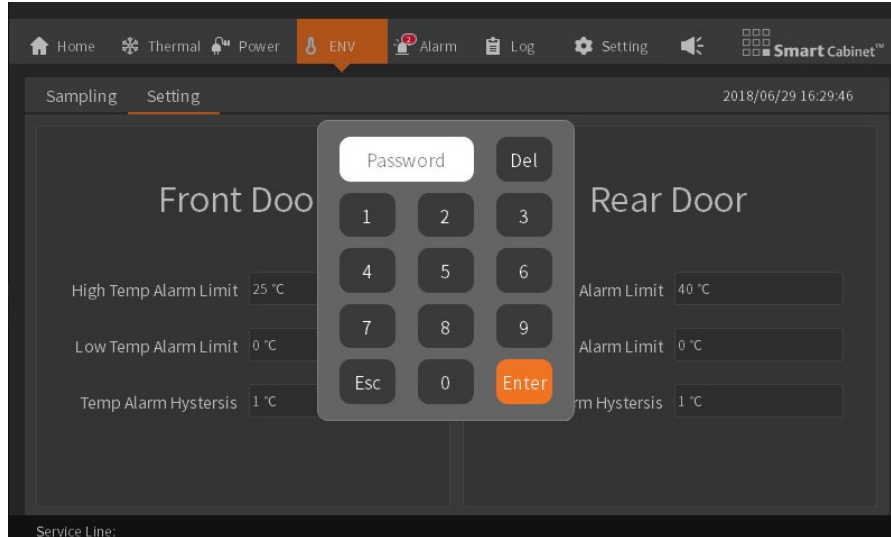 Home Thermal Power ENV 2 Alarm Log Setting Smart Cabinet™
Sampling Setting 2018/06/29 16:29:46
Password Del
Front Doo Rear Door
1 2 3
4 5 6
7 8 9
Esc 0 Enter
High Temp Alarm Limit 25 °C Alarm Limit 40 °C
Low Temp Alarm Limit 0 °C Alarm Limit 0 °C
Temp Alarm Hystersis 1 °C rm Hystersis 1 °C
Service Line: